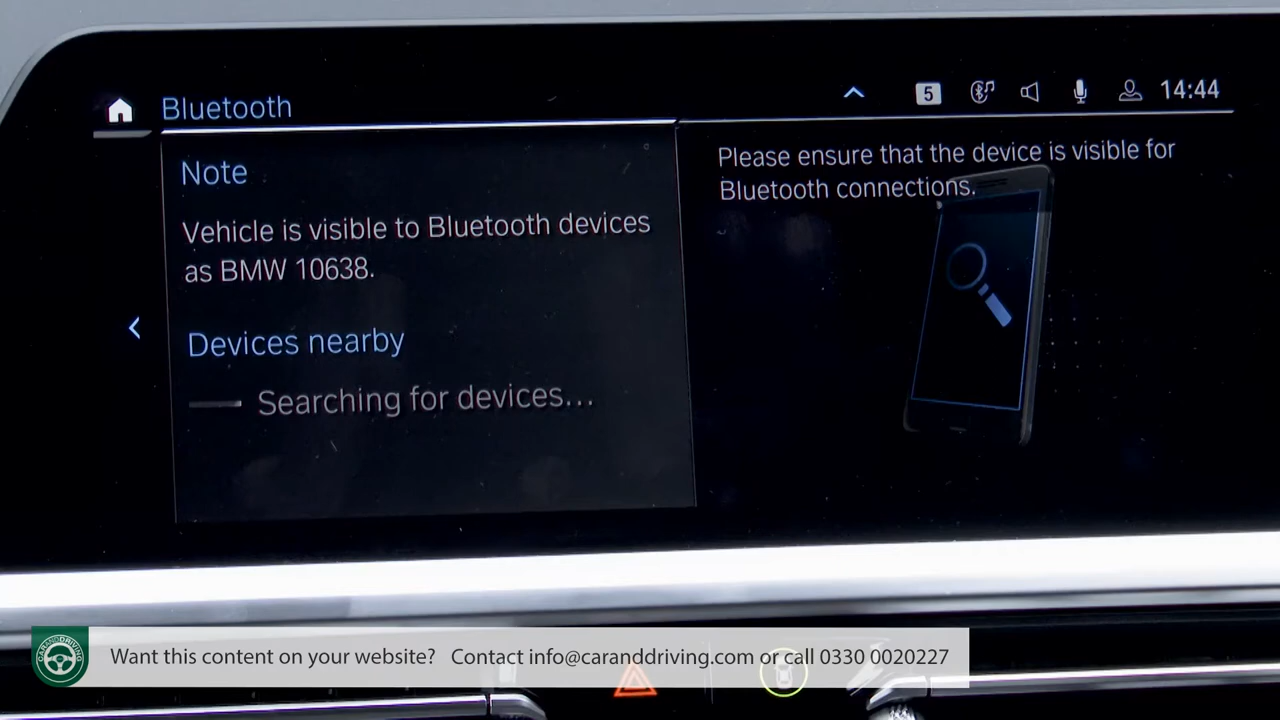 Bluetooth
5
14:44
Note
Vehicle is visible to Bluetooth devices
as BMW 10638.
Devices nearby
Searching for devices...
Please ensure that the device is visible for
Bluetooth connections.
CARANDDRIVING
Want this content on your website? Contact info@caranddriving.com or call 0330 0020227